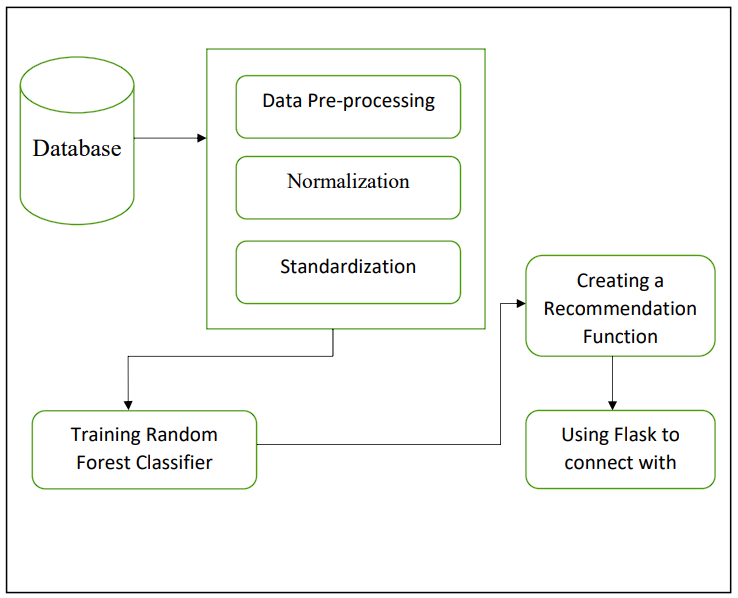 Database
Data Pre-processing
Normalization
Standardization
Training Random
Forest Classifier
Creating a
Recommendation
Function
Using Flask to
connect with